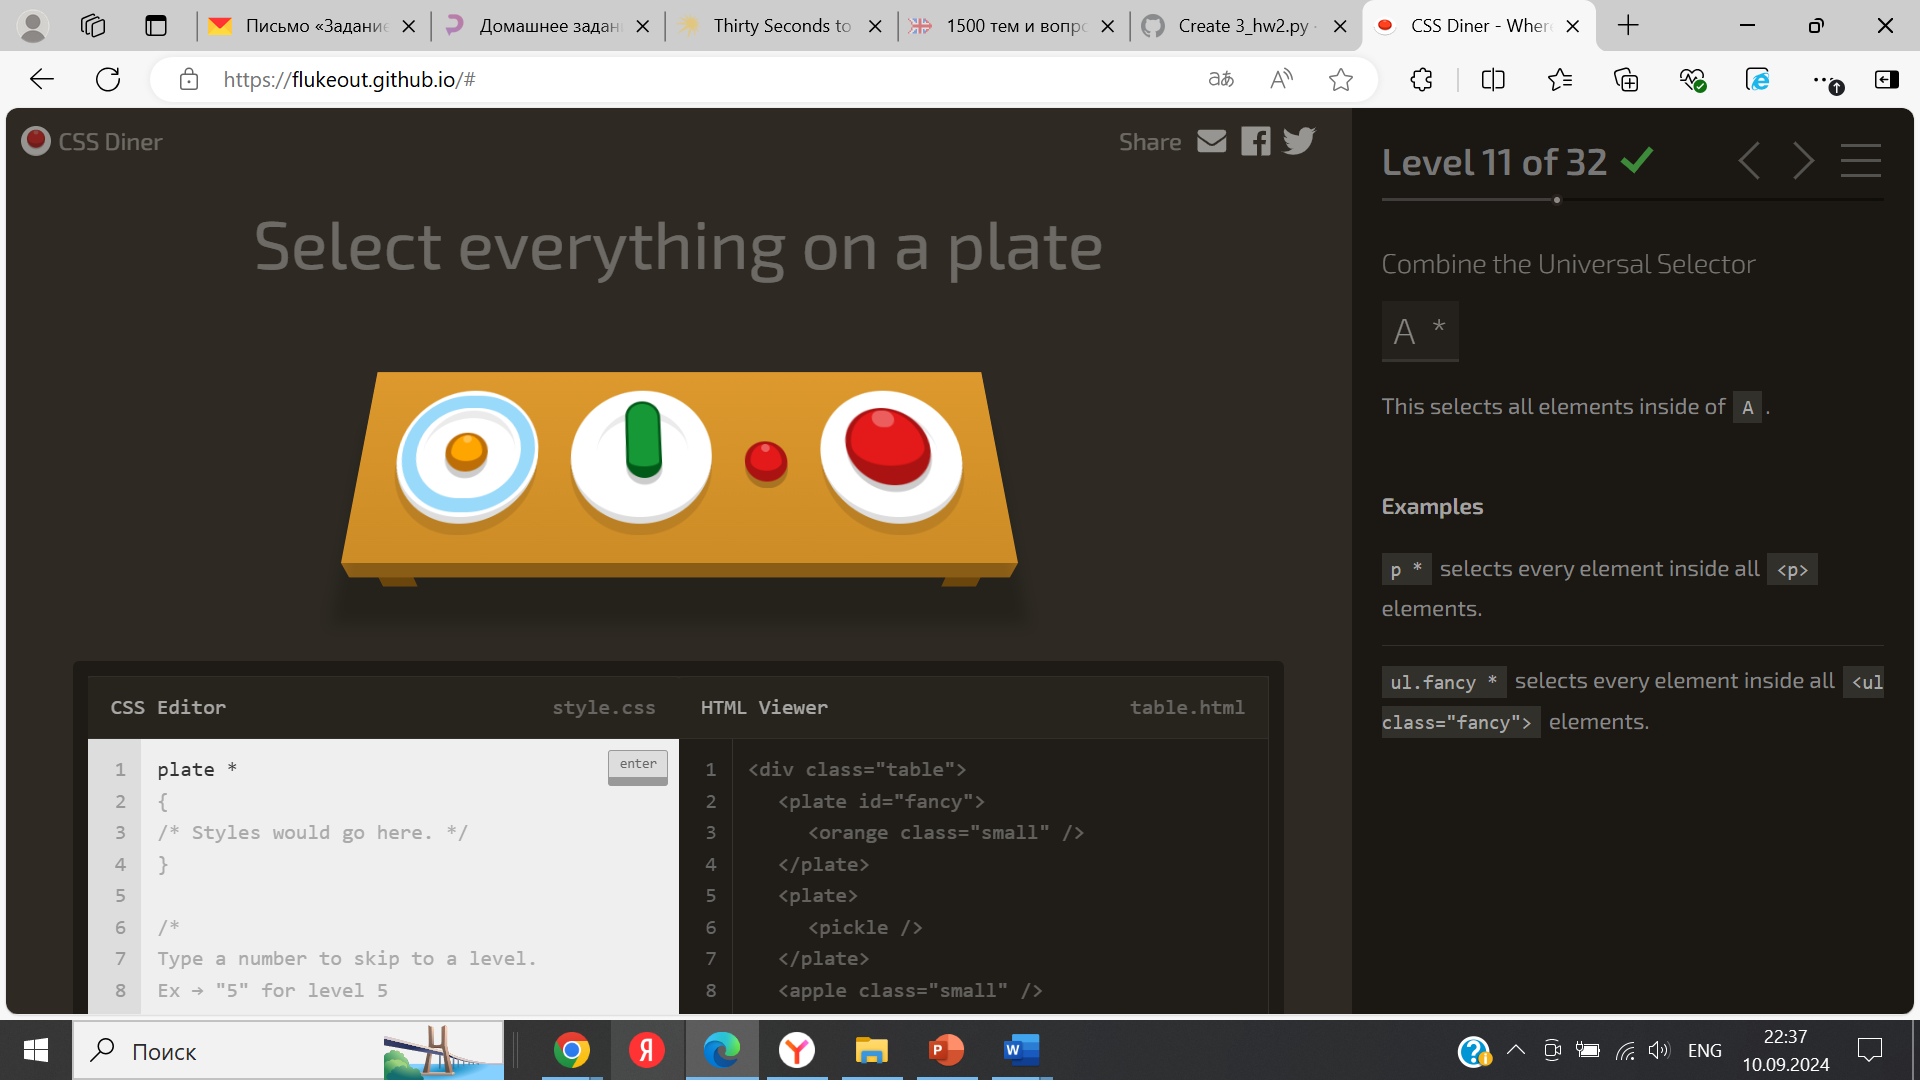 Письмо «Задание
Домашнее задани
Thirty Seconds to
1500 тем и вопро
Create 3_hw2.py ·
CSS Diner - Where
https://flukeout.github.io/#
CSS Diner
Share
Level 11 of 32
Select everything on a plate
Combine the Universal Selector
A *
This selects all elements inside of A .
Examples
p * selects every element inside all <p>
elements.
ul.fancy * selects every element inside all <ul
class="fancy"> elements.
CSS Editor
style.css
HTML Viewer
table.html
enter
1 plate *
2 {
3 /* Styles would go here. */
4 }
5
6 /*
7 Type a number to skip to a level.
8 Ex → "5" for level 5
1 <div class="table">
2 <plate id="fancy">
3 <orange class="small" />
4 </plate>
5 <plate>
6 <pickle />
7 </plate>
8 <apple class="small" />
Поиск
ENG
22:37
10.09.2024